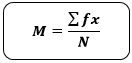 M = ∑fx / N